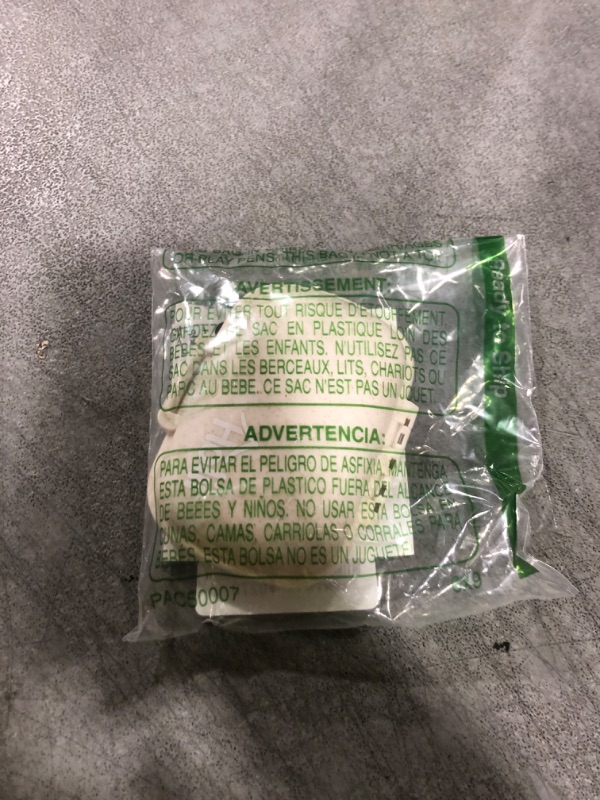 OR PLAY PENS. THIS BAG IS NOT A TOY.
AVERTISSEMENT:
POUR ÉVITER TOUT RISQUE D'ÉTOUFFEMENT,
GARDEZ SAC EN PLASTIQUE LOIN DES
BÉBÉS ET LES ENFANTS. N'UTILISEZ PAS CE
SAC DANS LES BERCEAUX, LITS, CHARIOTS OU
PARC AU BEBE. CE SAC N'EST PAS UN JOUET.
ADVERTENCIA:
PARA EVITAR EL PELIGRO DE ASFIXIA, MANTENGA
ESTA BOLSA DE PLASTICO FUERA DEL ALCANCE
DE BEBES Y NIÑOS. NO USAR ESTA BOLSA EN
CUNAS, CAMAS, CARRIOLAS O CORRALES PARA
BEBÉS. ESTA BOLSA NO ES UN JUGUETE.
PAC50007
Ready to Ship